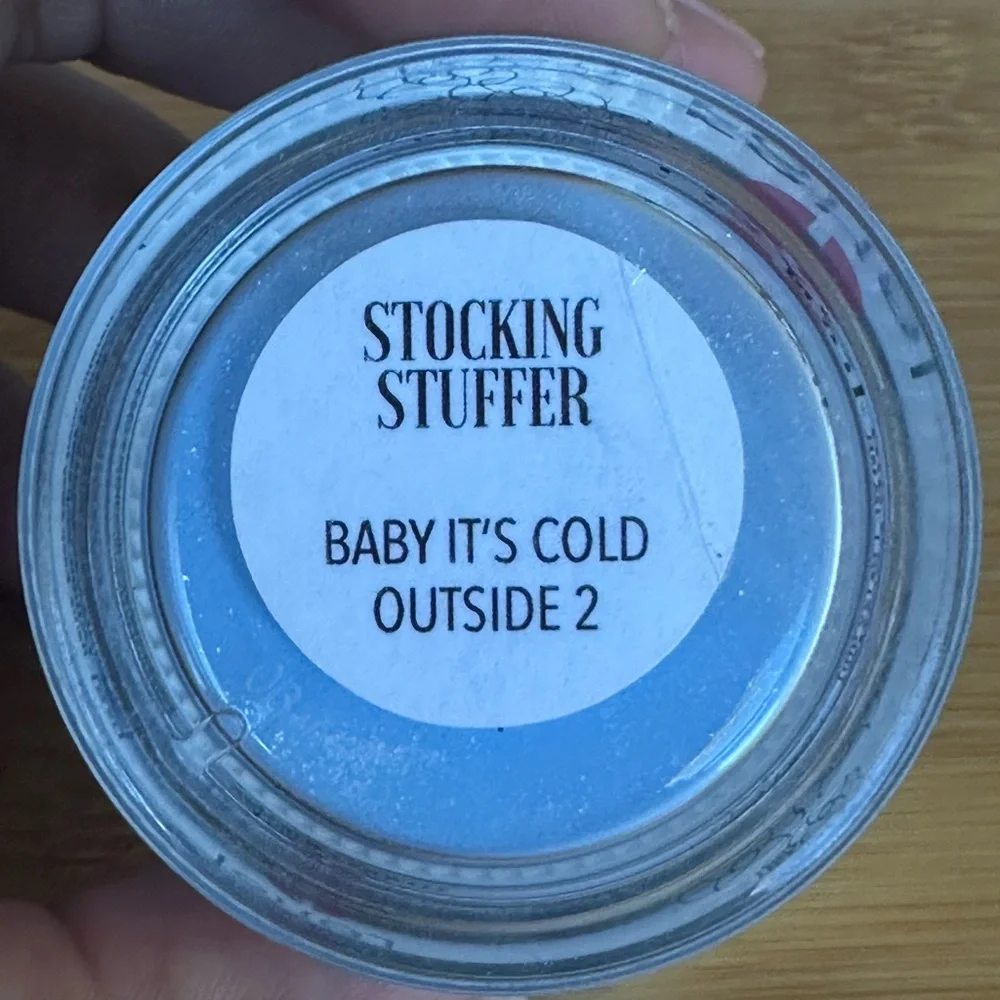 STOCKING
STUFFER
BABY IT'S COLD
OUTSIDE 2